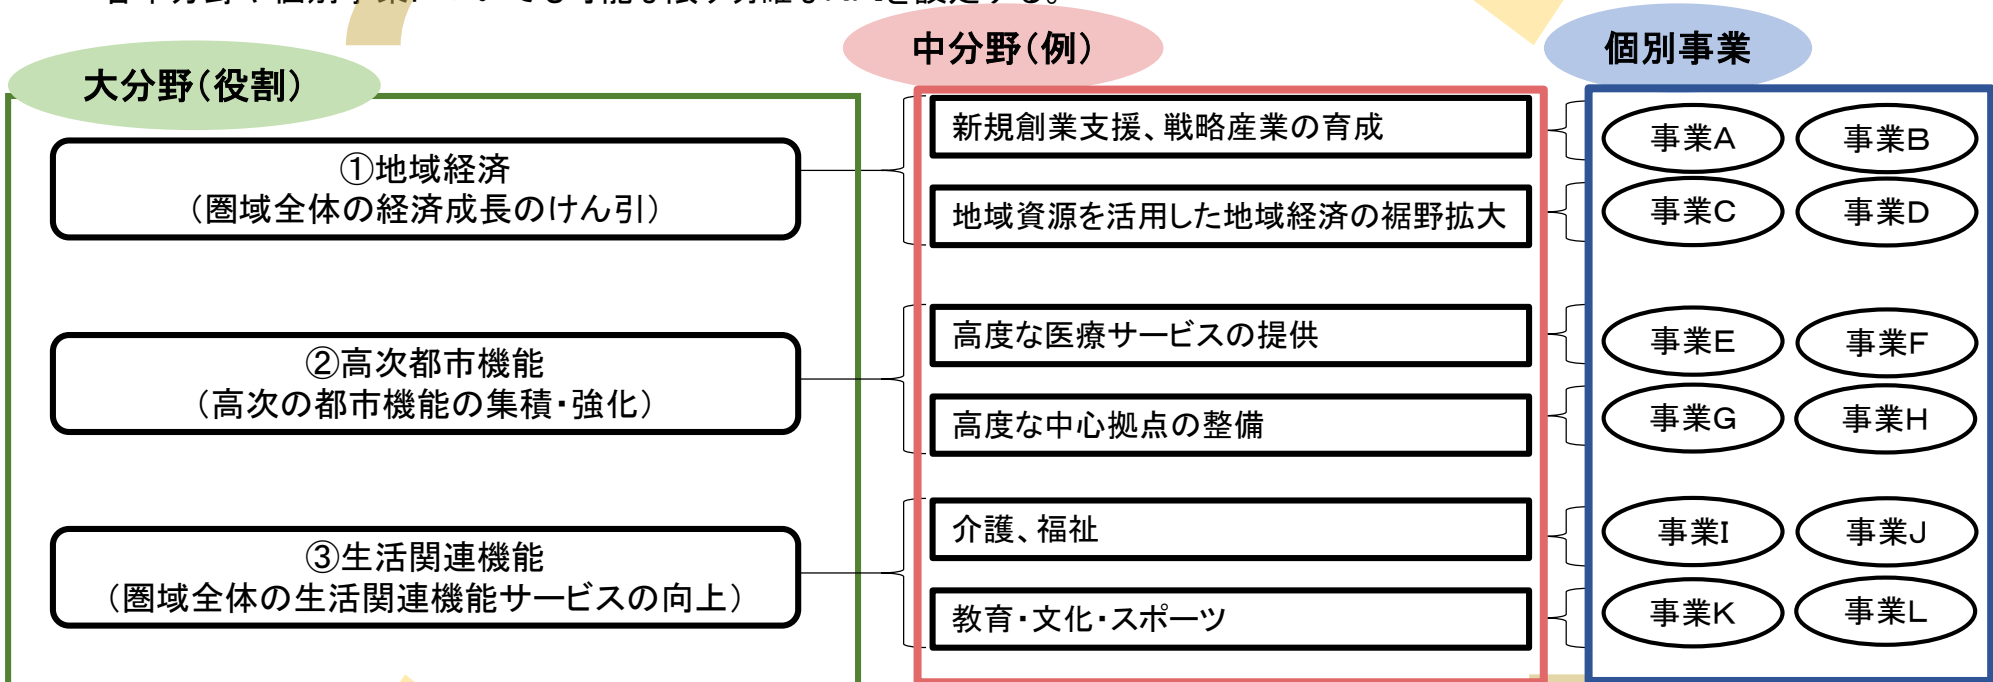 大分野（役割）
中分野（例）
個別事業
①地域経済
（圏域全体の経済成長のけん引）
新規創業支援、戦略産業の育成
地域資源を活用した地域経済の裾野拡大
事業A
事業B
事業C
事業D
②高次都市機能
（高次の都市機能の集積・強化）
高度な医療サービスの提供
高度な中心拠点の整備
事業E
事業F
事業G
事業H
③生活関連機能
（圏域全体の生活関連機能サービスの向上）
介護、福祉
教育・文化・スポーツ
事業I
事業J
事業K
事業L